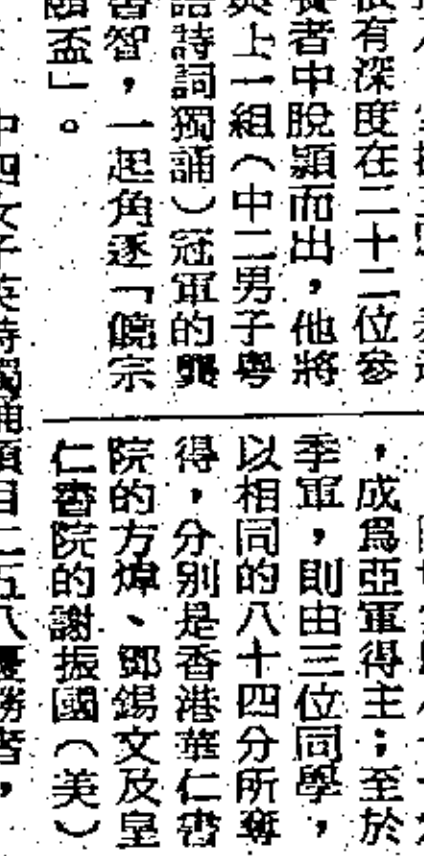 很有深度在二十二位參
賽者中脫穎而出，他將
與上一組（中二男子粵
語詩詞獨誦）冠軍的龔
書智，一起角逐「饒宗
頤盃」。
，成爲亞軍得主；至於
季軍，則由三位同學，
以相同的八十四分所奪
得，分別是香港華仁書
院的方煒、鄧錫文及皇
仁書院的謝振國（美）